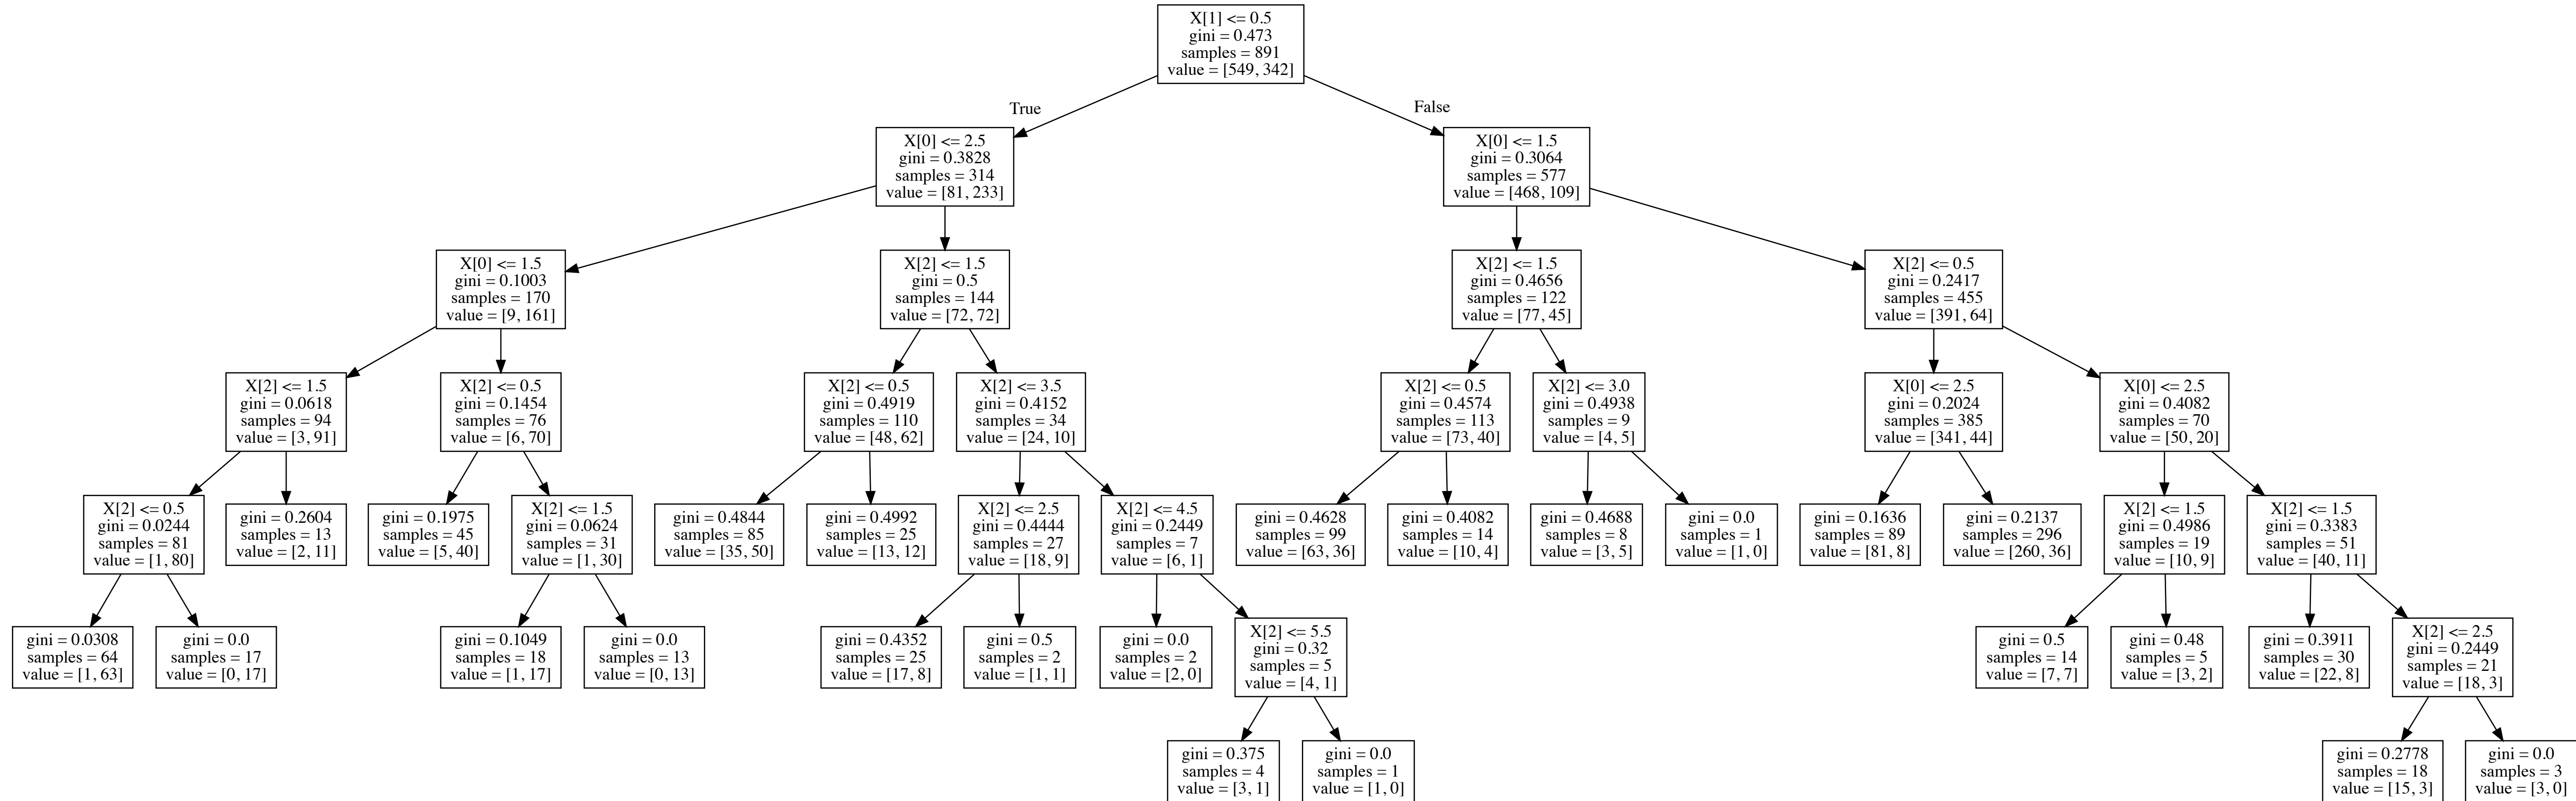 X[1] <= 0.5
gini = 0.473
samples = 891
value = [549, 342]
True
False
X[0] <= 2.5
gini = 0.3828
samples = 314
value = [81, 233]
X[0] <= 1.5
gini = 0.3064
samples = 577
value = [468, 109]
X[0] <= 1.5
gini = 0.1003
samples = 170
value = [9, 161]
X[2] <= 1.5
gini = 0.5
samples = 144
value = [72, 72]
X[2] <= 1.5
gini = 0.4656
samples = 122
value = [77, 45]
X[2] <= 0.5
gini = 0.2417
samples = 455
value = [391, 64]
X[2] <= 1.5
gini = 0.0618
samples = 94
value = [3, 91]
X[2] <= 0.5
gini = 0.1454
samples = 76
value = [6, 70]
X[2] <= 0.5
gini = 0.4919
samples = 110
value = [48, 62]
X[2] <= 3.5
gini = 0.4152
samples = 34
value = [24, 10]
X[2] <= 0.5
gini = 0.4574
samples = 113
value = [73, 40]
X[2] <= 3.0
gini = 0.4938
samples = 9
value = [4, 5]
X[0] <= 2.5
gini = 0.2024
samples = 385
value = [341, 44]
X[0] <= 2.5
gini = 0.4082
samples = 70
value = [50, 20]
X[2] <= 0.5
gini = 0.0244
samples = 81
value = [1, 80]
gini = 0.2604
samples = 13
value = [2, 11]
gini = 0.1975
samples = 45
value = [5, 40]
X[2] <= 1.5
gini = 0.0624
samples = 31
value = [1, 30]
gini = 0.4844
samples = 85
value = [35, 50]
gini = 0.4992
samples = 25
value = [13, 12]
X[2] <= 2.5
gini = 0.4444
samples = 27
value = [18, 9]
X[2] <= 4.5
gini = 0.2449
samples = 7
value = [6, 1]
gini = 0.4628
samples = 99
value = [63, 36]
gini = 0.4082
samples = 14
value = [10, 4]
gini = 0.4688
samples = 8
value = [3, 5]
gini = 0.0
samples = 1
value = [1, 0]
gini = 0.1636
samples = 89
value = [81, 8]
gini = 0.2137
samples = 296
value = [260, 36]
X[2] <= 1.5
gini = 0.4986
samples = 19
value = [10, 9]
X[2] <= 1.5
gini = 0.3383
samples = 51
value = [40, 11]
gini = 0.0308
samples = 64
value = [1, 63]
gini = 0.0
samples = 17
value = [0, 17]
gini = 0.1049
samples = 18
value = [1, 17]
gini = 0.0
samples = 13
value = [0, 13]
gini = 0.4352
samples = 25
value = [17, 8]
gini = 0.5
samples = 2
value = [1, 1]
gini = 0.0
samples = 2
value = [2, 0]
X[2] <= 5.5
gini = 0.32
samples = 5
value = [4, 1]
gini = 0.5
samples = 14
value = [7, 7]
gini = 0.48
samples = 5
value = [3, 2]
gini = 0.3911
samples = 30
value = [22, 8]
X[2] <= 2.5
gini = 0.2449
samples = 21
value = [18, 3]
gini = 0.375
samples = 4
value = [3, 1]
gini = 0.0
samples = 1
value = [1, 0]
gini = 0.2778
samples = 18
value = [15, 3]
gini = 0.0
samples = 3
value = [3, 0]